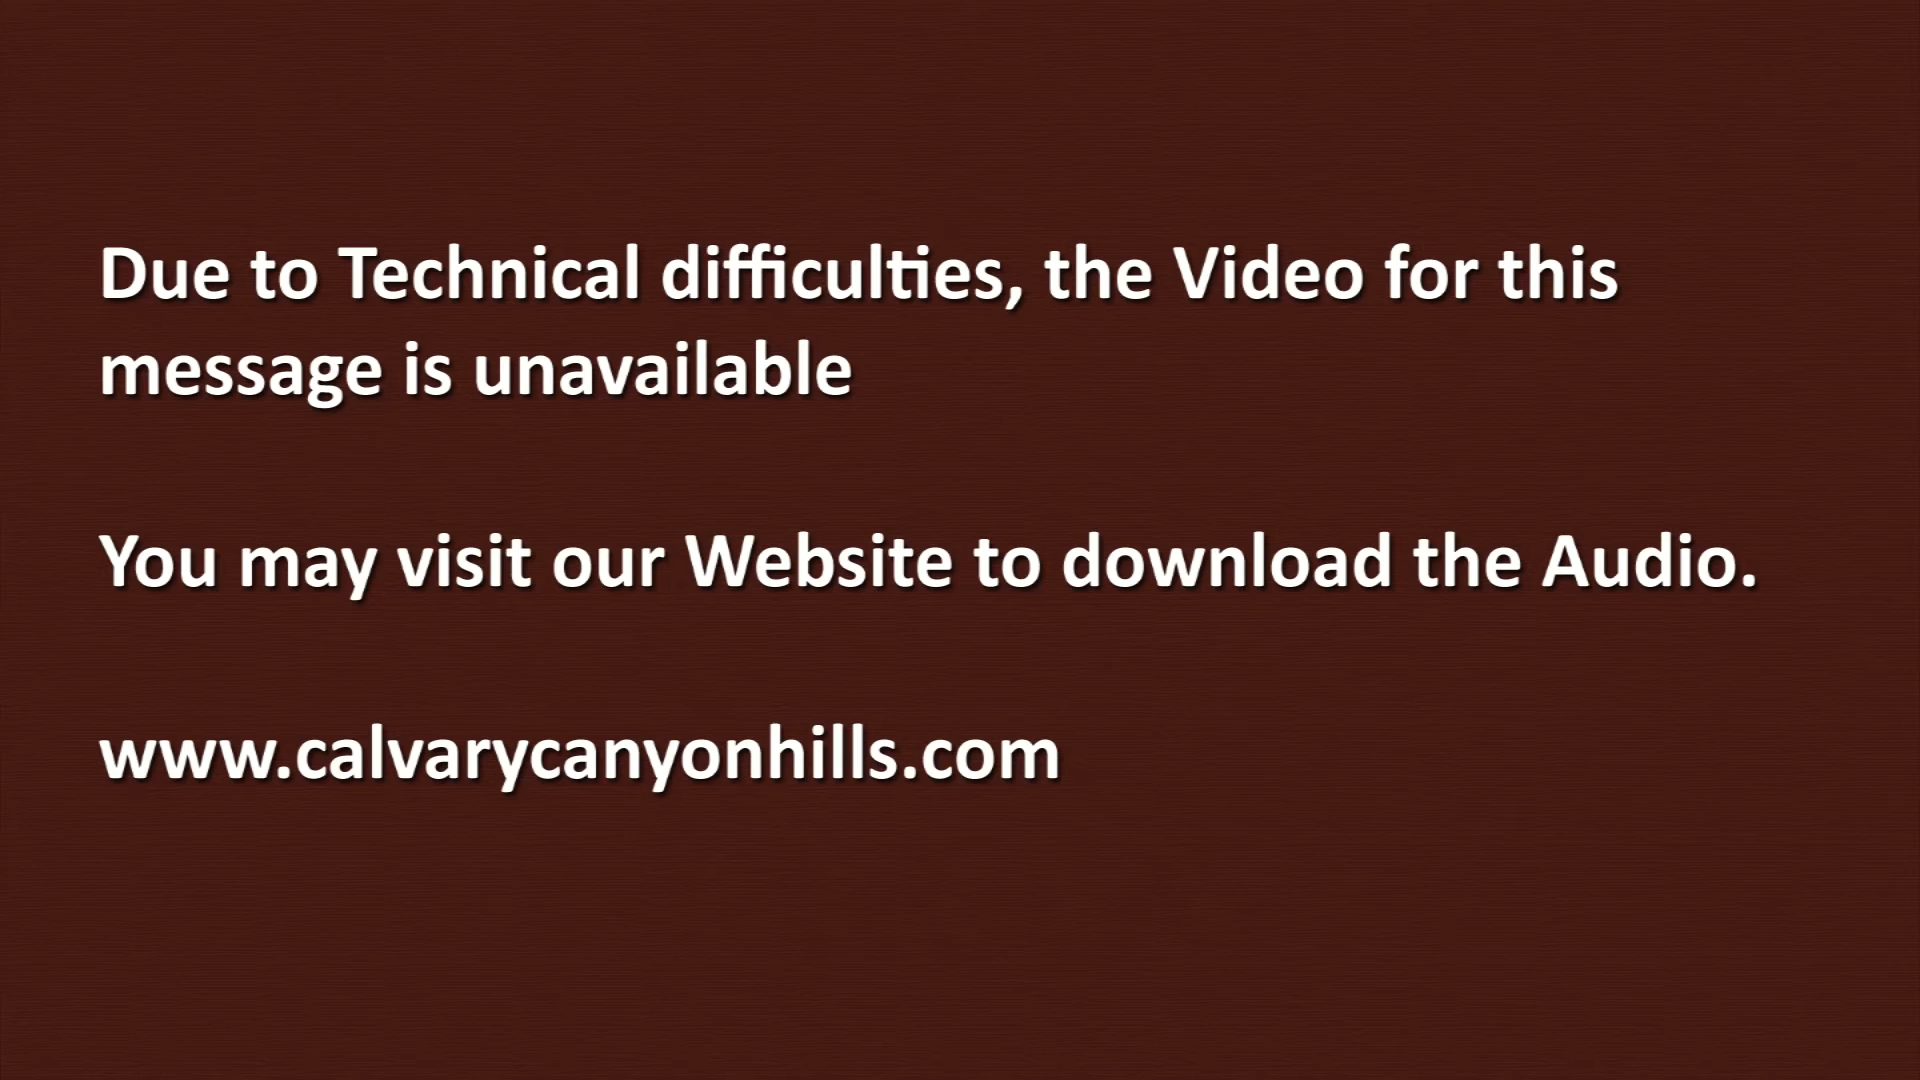 Due to Technical difficulties, the Video for this
message is unavailable
You may visit our Website to download the Audio.
www.calvarycanyonhills.com